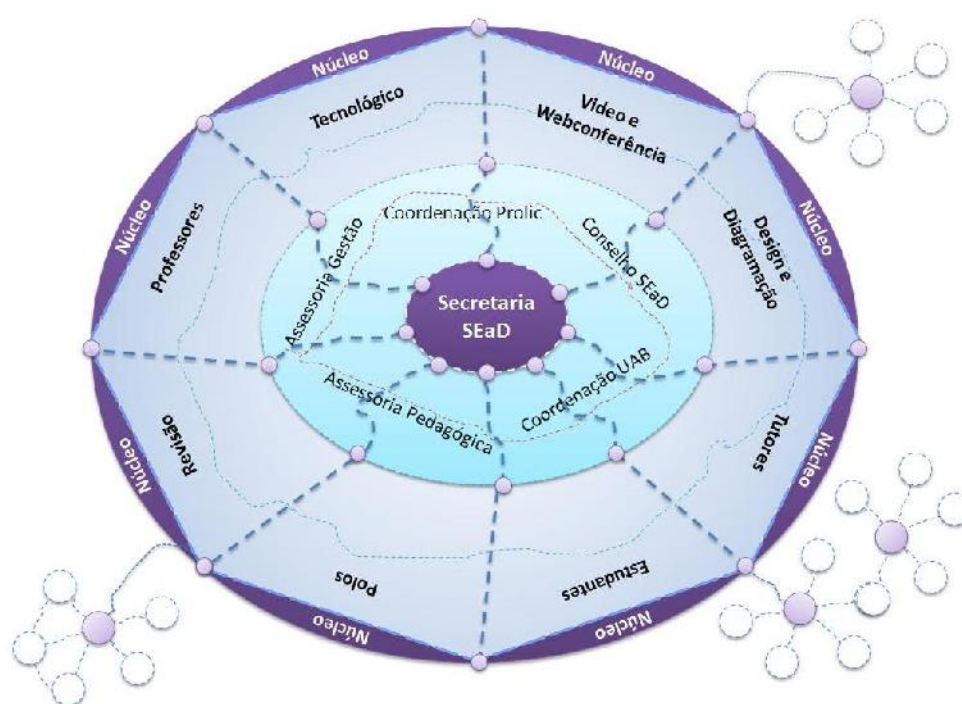 Núcleo
Tecnológico
Núcleo
Vídeo e
Webconferência
Núcleo
Design e
Diagramação
Núcleo
Tutores
Núcleo
Estudantes
Núcleo
Polos
Núcleo
Revisão
Núcleo
Professores
Coordenação Prolic
Conselho SEaD
Coordenação UAB
Assessoria Pedagógica
Assessoria Gestão
Secretaria
SEaD